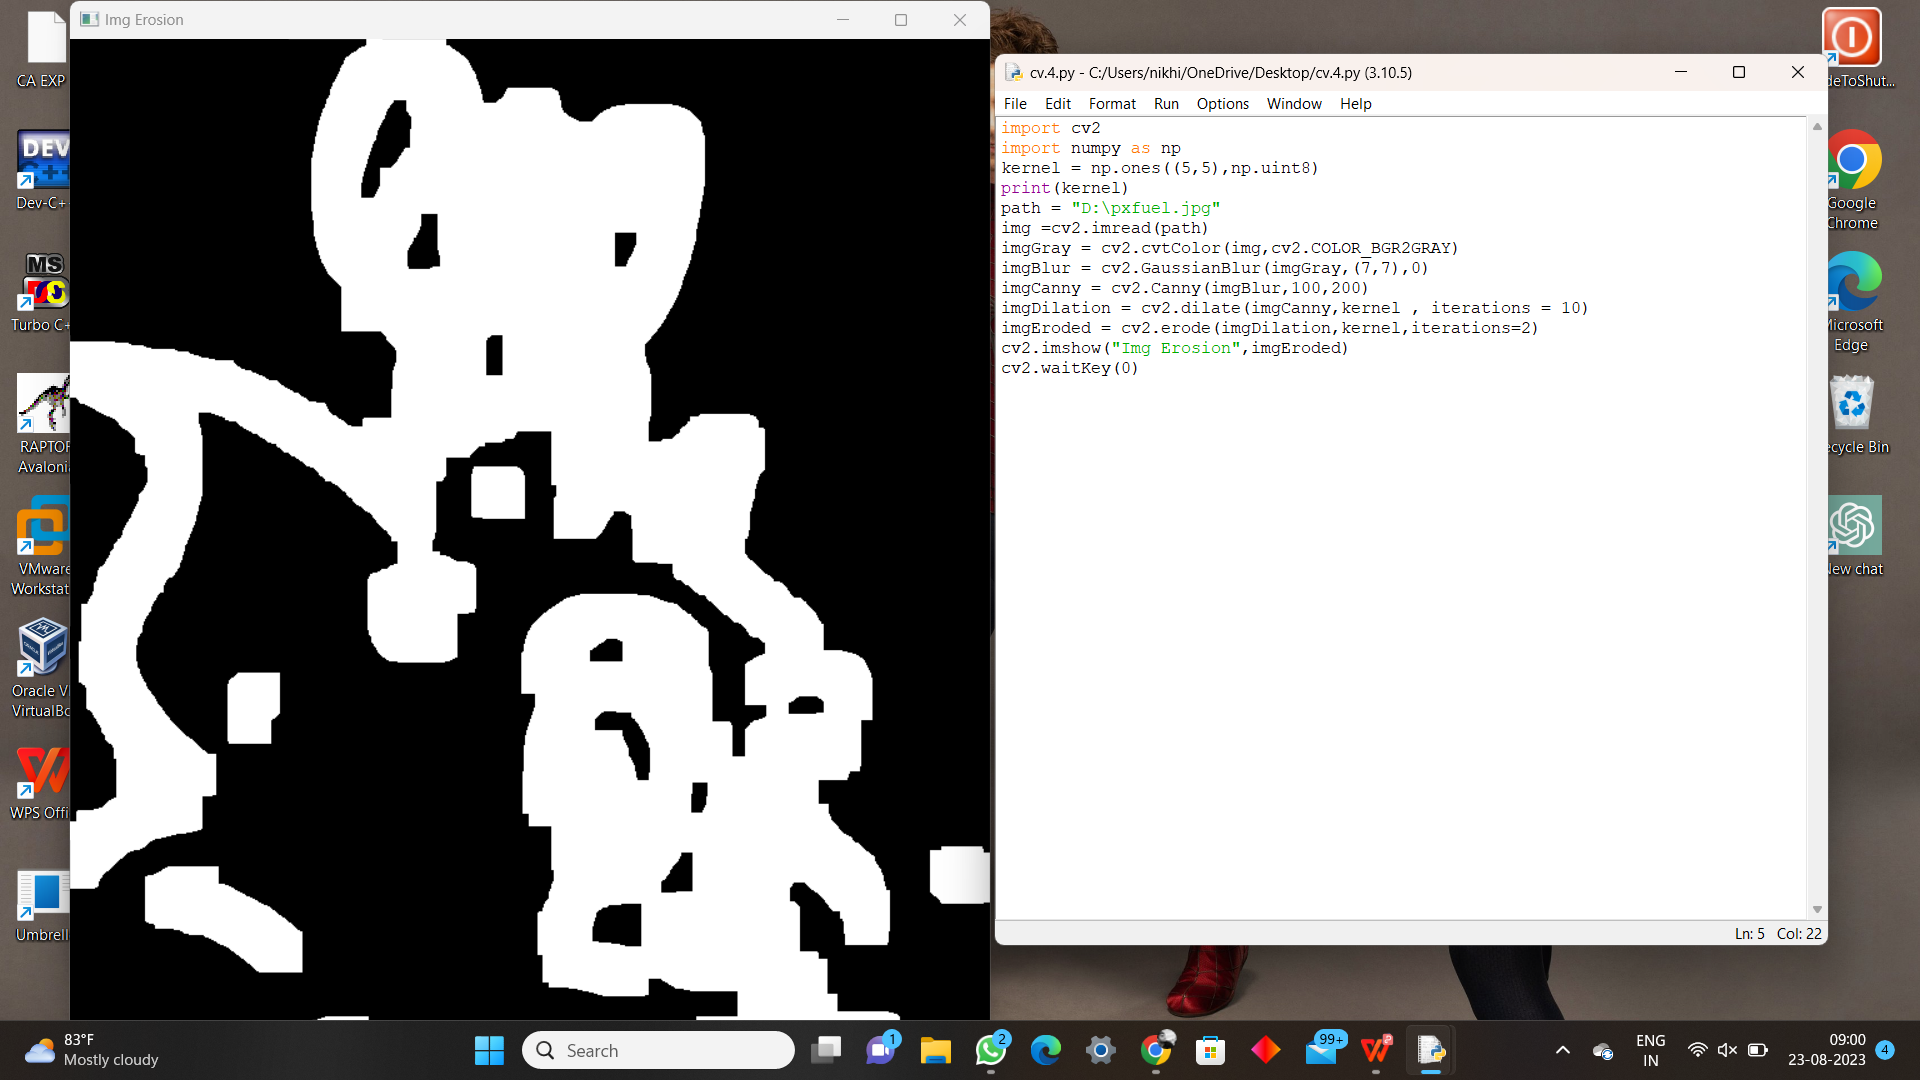 CA EXP
DEV
C++
Dev-C+
MS
DOS
Turbo C+
RAPTOR
Avaloni
VMware
Workstat
Oracle V
VirtualBo
WPS Offi
Umbrell
Img Erosion
cv.4.py - C:/Users/nikhi/OneDrive/Desktop/cv.4.py (3.10.5)
File Edit Format Run Options Window Help
import cv2
import numpy as np
kernel = np.ones((5,5),np.uint8)
print(kernel)
path = "D:\pxfuel.jpg"
img =cv2.imread(path)
imgGray = cv2.cvtColor(img,cv2.COLOR_BGR2GRAY)
imgBlur = cv2.GaussianBlur(imgGray,(7,7),0)
imgCanny = cv2.Canny(imgBlur,100,200)
imgDilation = cv2.dilate(imgCanny,kernel , iterations = 10)
imgEroded = cv2.erode(imgDilation,kernel,iterations=2)
cv2.imshow("Img Erosion",imgEroded)
cv2.waitKey(0)
Ln: 5 Col: 22
deToShut...
Google
Chrome
Microsoft
Edge
ecycle Bin
New chat
83°F
Mostly cloudy
Search
1
2
99+
ENG
IN
09:00
23-08-2023
4